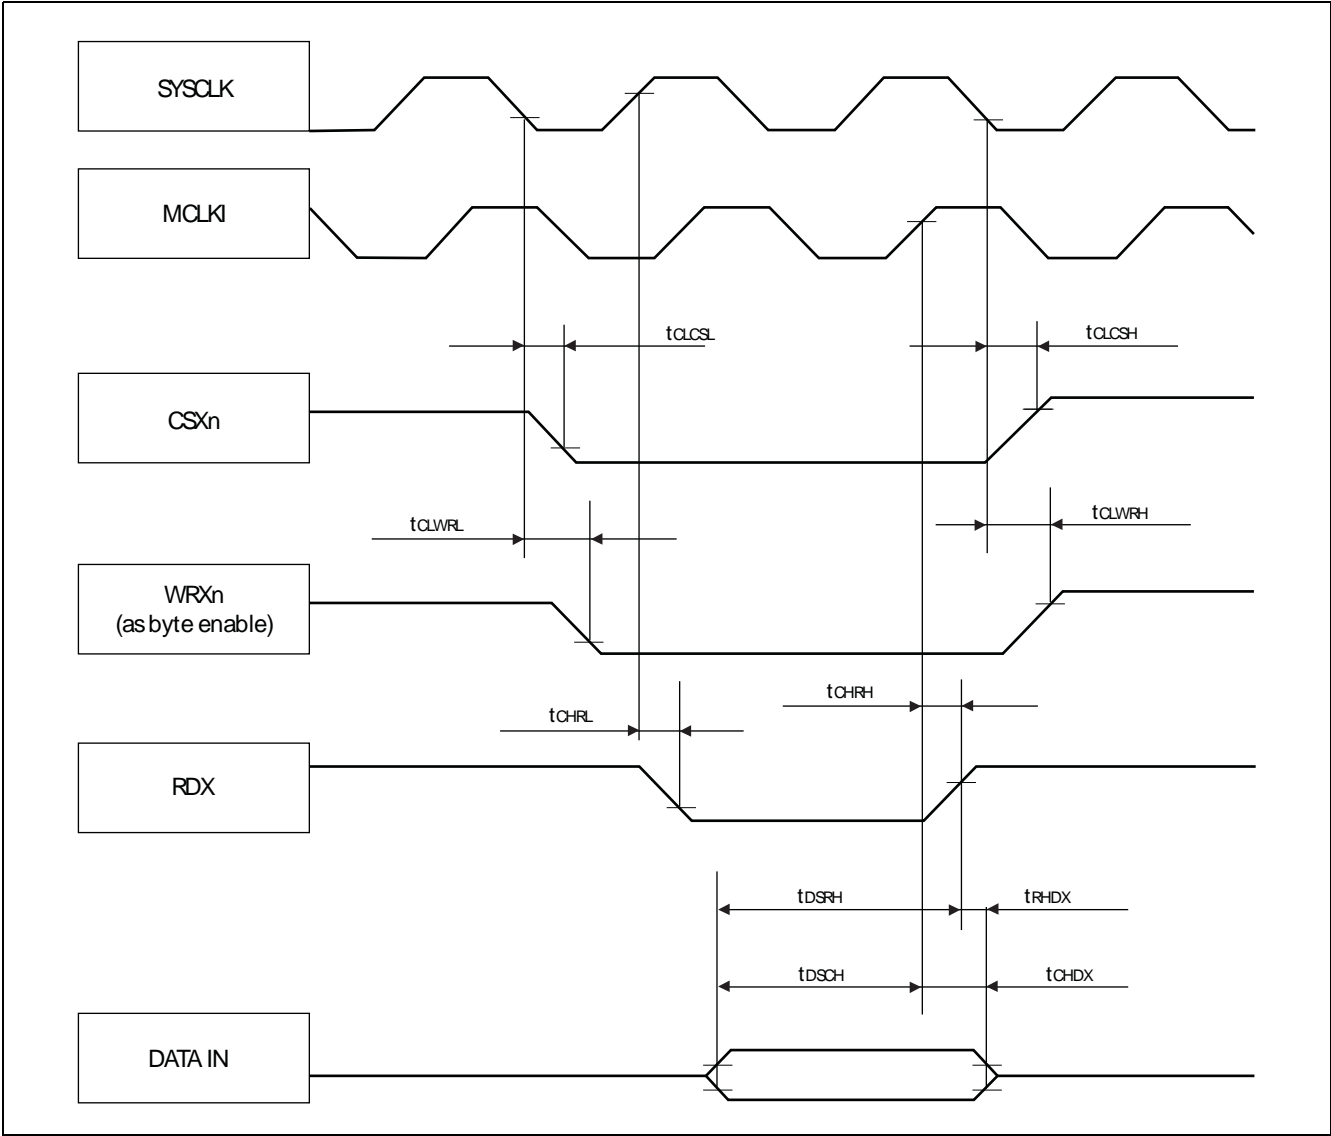 SYSCLK
MCLKI
tCLCSL
tCLCSH
CSXn
tCLWRL
tCLWRH
WRXn
(as byte enable)
tCHRL
tCHRH
RDX
tDSRH
tRHDX
tDSCH
tCHDX
DATA IN